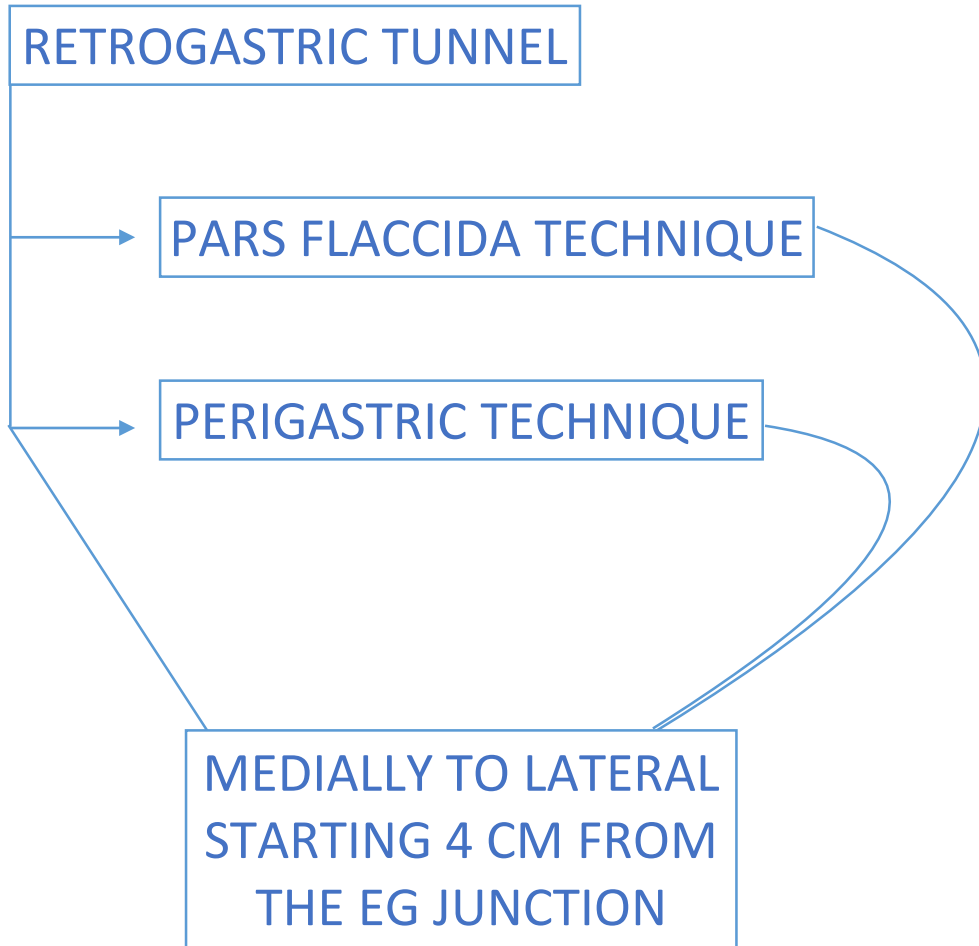 RETROGASTRIC TUNNEL
PARS FLACCIDA TECHNIQUE
PERIGASTRIC TECHNIQUE
MEDIALLY TO LATERAL
STARTING 4 CM FROM
THE EG JUNCTION